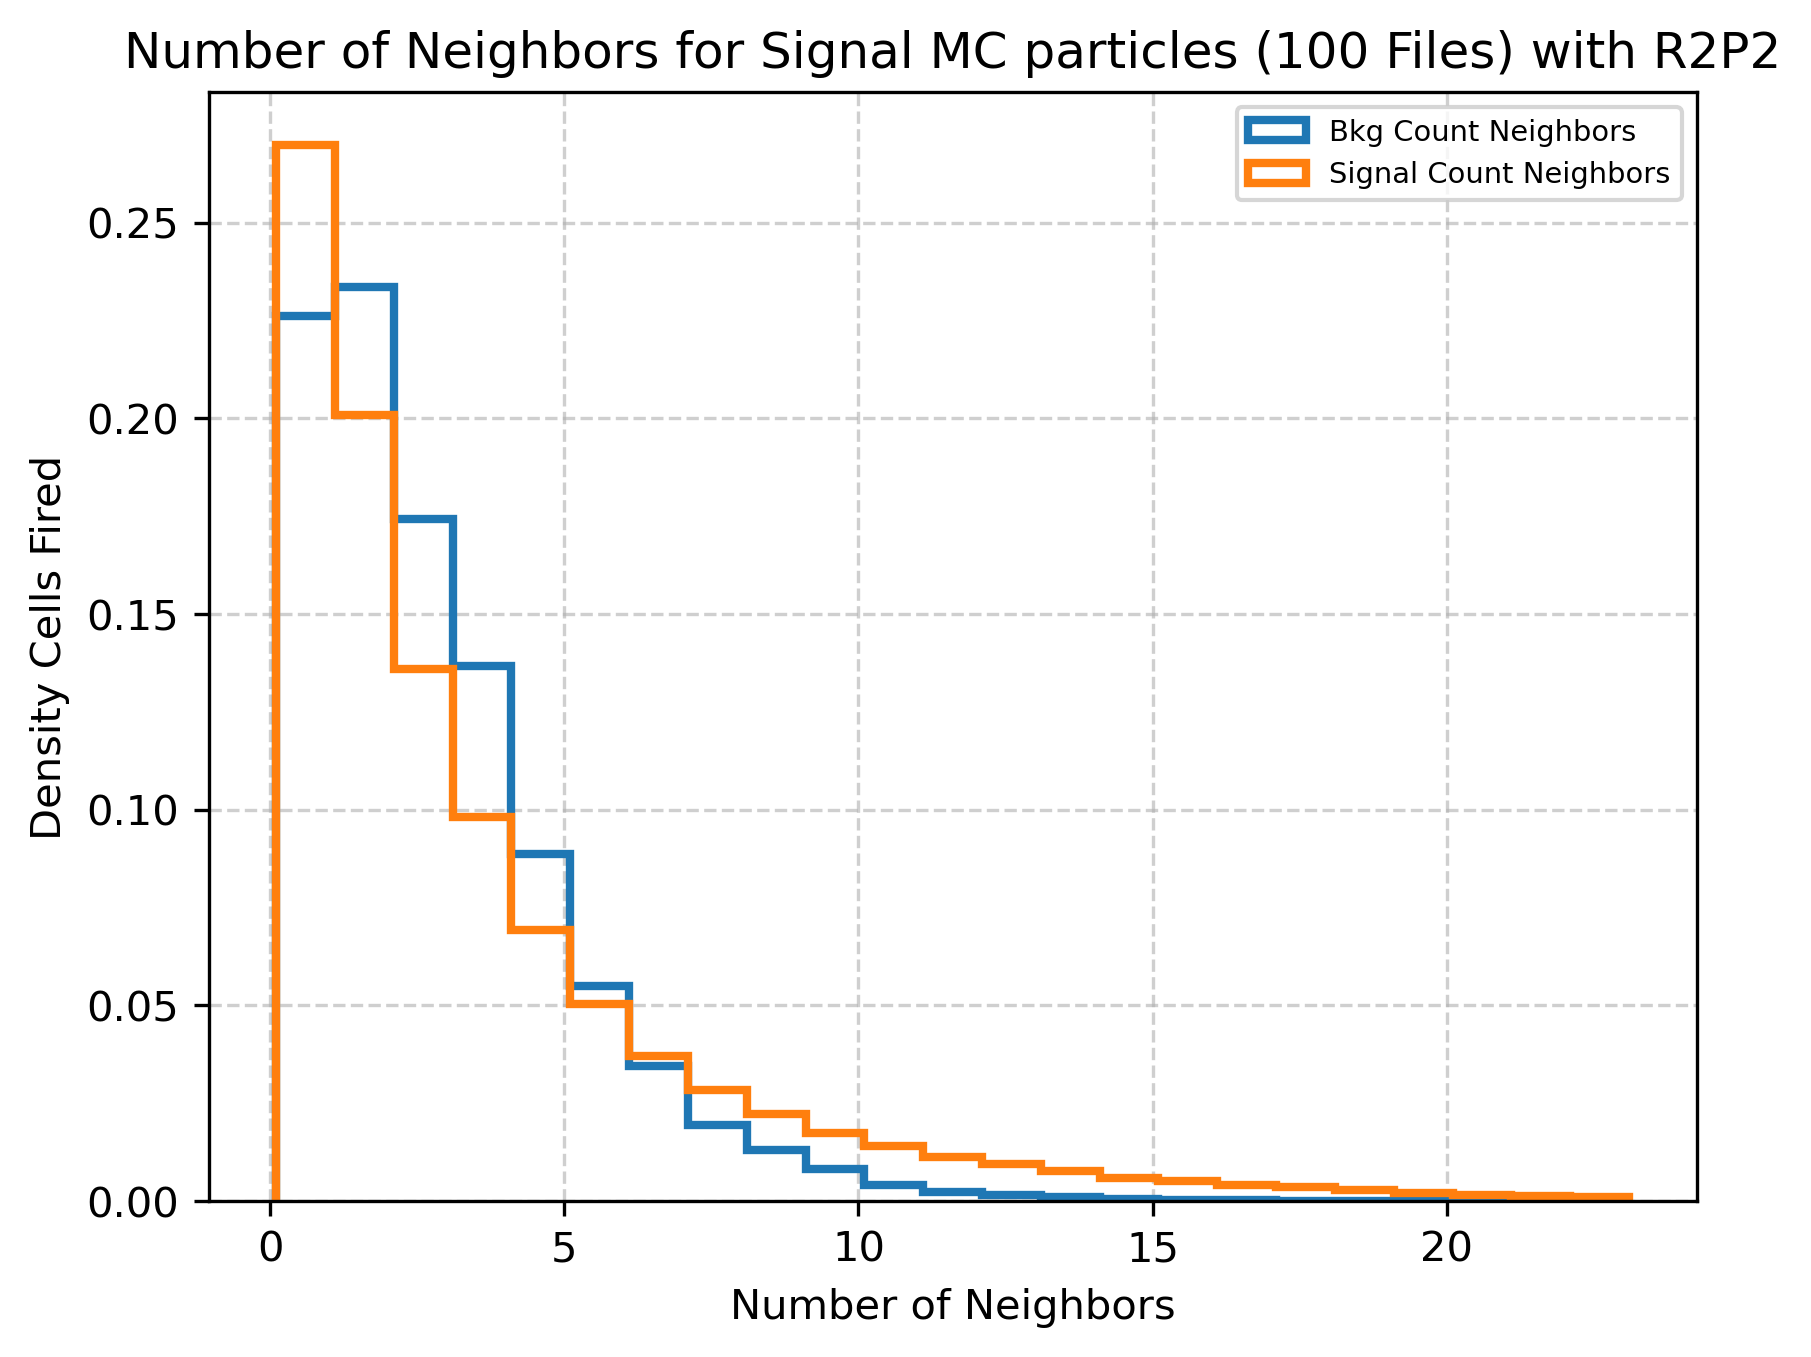 Number of Neighbors for Signal MC particles (100 Files) with R2P2
Bkg Count Neighbors
Signal Count Neighbors
Density Cells Fired
0.25
0.20
0.15
0.10
0.05
0.00
0 5 10 15 20
Number of Neighbors